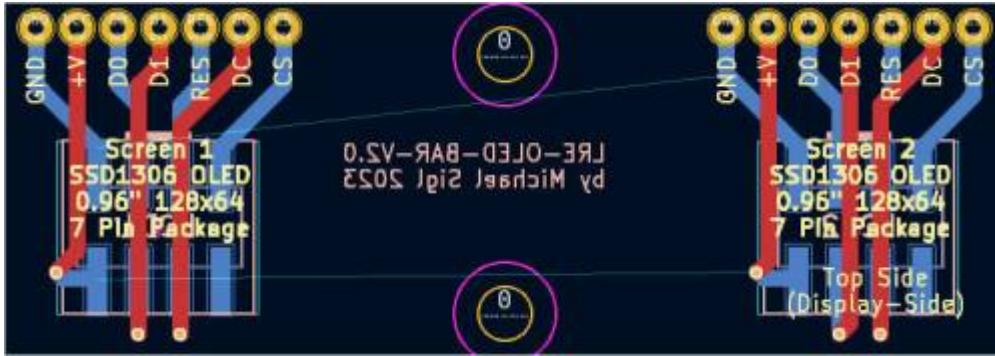 GND +V D0 D1 RES DC CS
GND +V D0 D1 RES DC CS
0
LRE-OLED-BAR-V2.0
by Michael Sigl 2023
Screen 1
SSD1306 OLED
0.96" 128x64
7 Pin Package
Screen 2
SSD1306 OLED
0.96" 128x64
7 Pin Package
Top Side
(Display-Side)
0